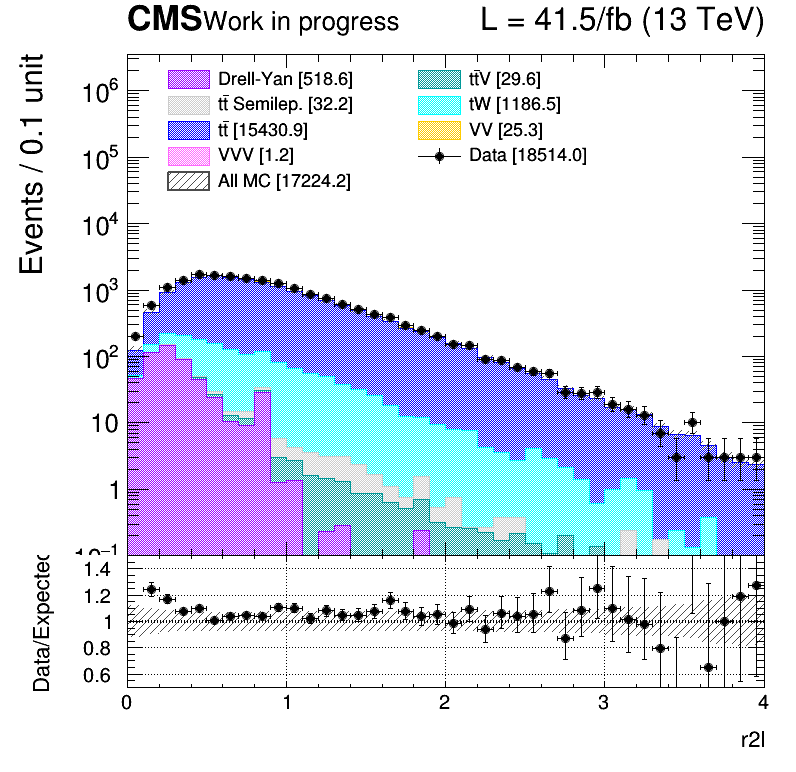 CMS Work in progress L = 41.5/fb (13 TeV)
Events / 0.1 unit
Drell-Yan [518.6] tt̄V [29.6]
tt̄ Semilep. [32.2] tW [1186.5]
tt̄ [15430.9] VV [25.3]
VVV [1.2] Data [18514.0]
All MC [17224.2]
10⁶
10⁵
10⁴
10³
10²
10
1
10⁻¹
Data/Expected
1.4
1.2
1
0.8
0.6
0 1 2 3 4
r2l